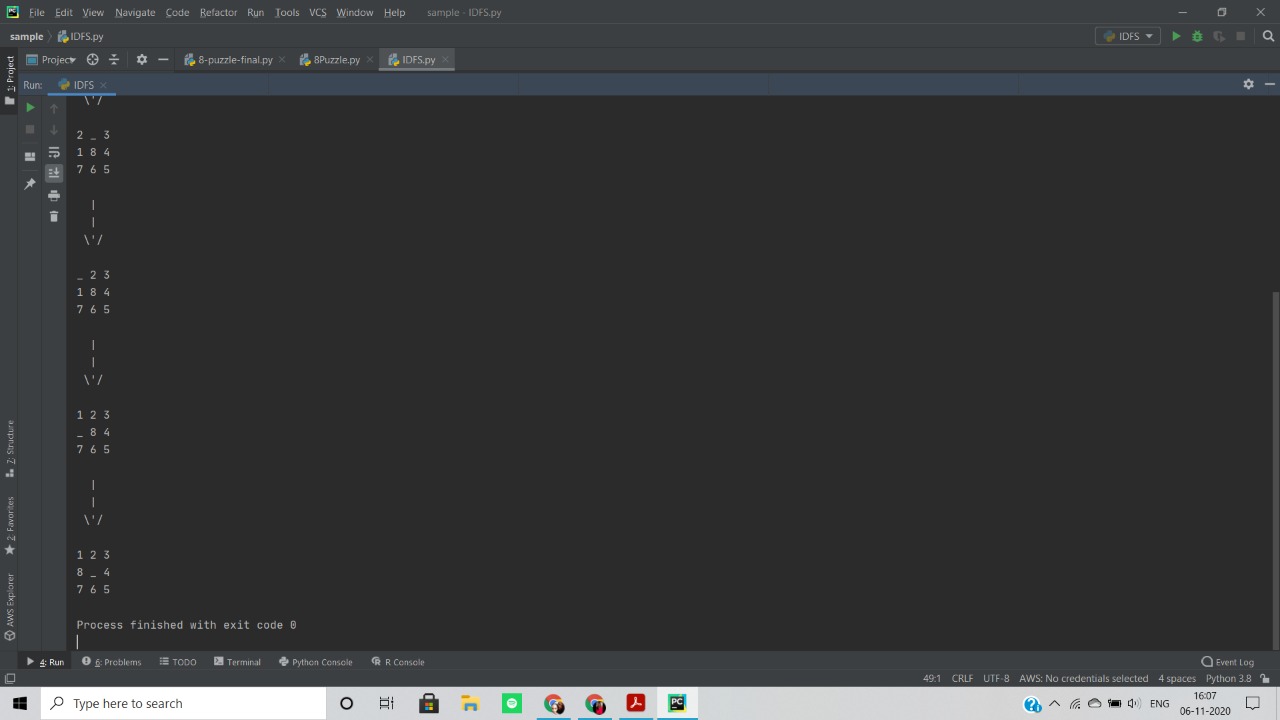 File Edit View Navigate Code Refactor Run Tools VCS Window Help sample - IDFS.py
sample IDFS.py IDFS
1: Project
Project 8-puzzle-final.py 8Puzzle.py IDFS.py
Run: IDFS
\'/
2 _ 3
1 8 4
7 6 5
|
|
\'/
_ 2 3
1 8 4
7 6 5
|
|
\'/
1 2 3
_ 8 4
7 6 5
|
|
\'/
1 2 3
8 _ 4
7 6 5
Process finished with exit code 0
7: Structure
2: Favorites
AWS Explorer
4: Run 6: Problems TODO Terminal Python Console R Console Event Log
49:1 CRLF UTF-8 AWS: No credentials selected 4 spaces Python 3.8
Type here to search
ENG
16:07
06-11-2020